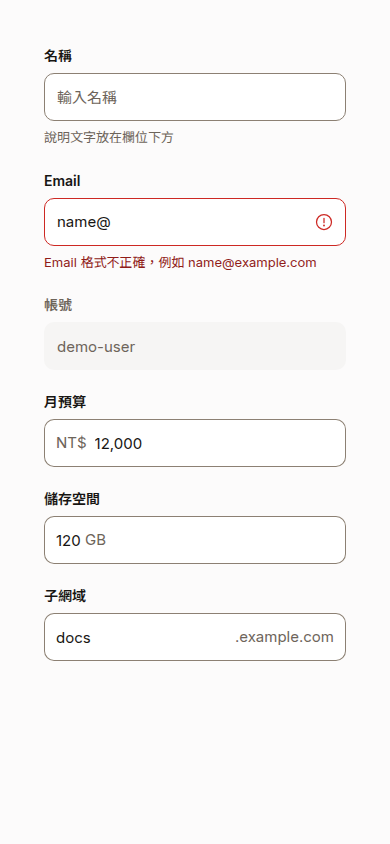 名稱
輸入名稱
說明文字放在欄位下方
Email
name@
Email 格式不正確，例如 name@example.com
帳號
demo-user
月預算
NT$ 12,000
儲存空間
120 GB
子網域
docs .example.com